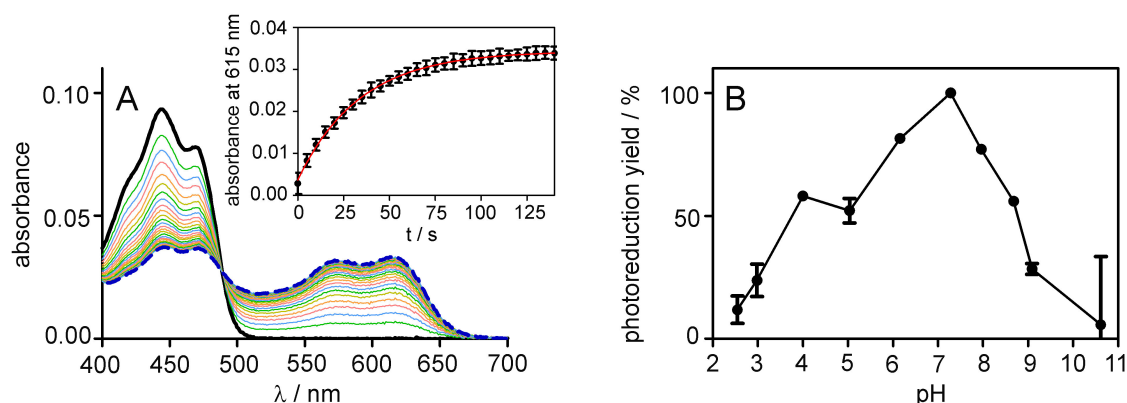 A
absorbance
0.10
0.05
0.00
400 450 500 550 600 650 700
λ / nm
absorbance at 615 nm
0.04
0.03
0.02
0.01
0.00
0 25 50 75 100 125
t / s
B
photoreduction yield / %
100
50
0
2 3 4 5 6 7 8 9 10 11
pH